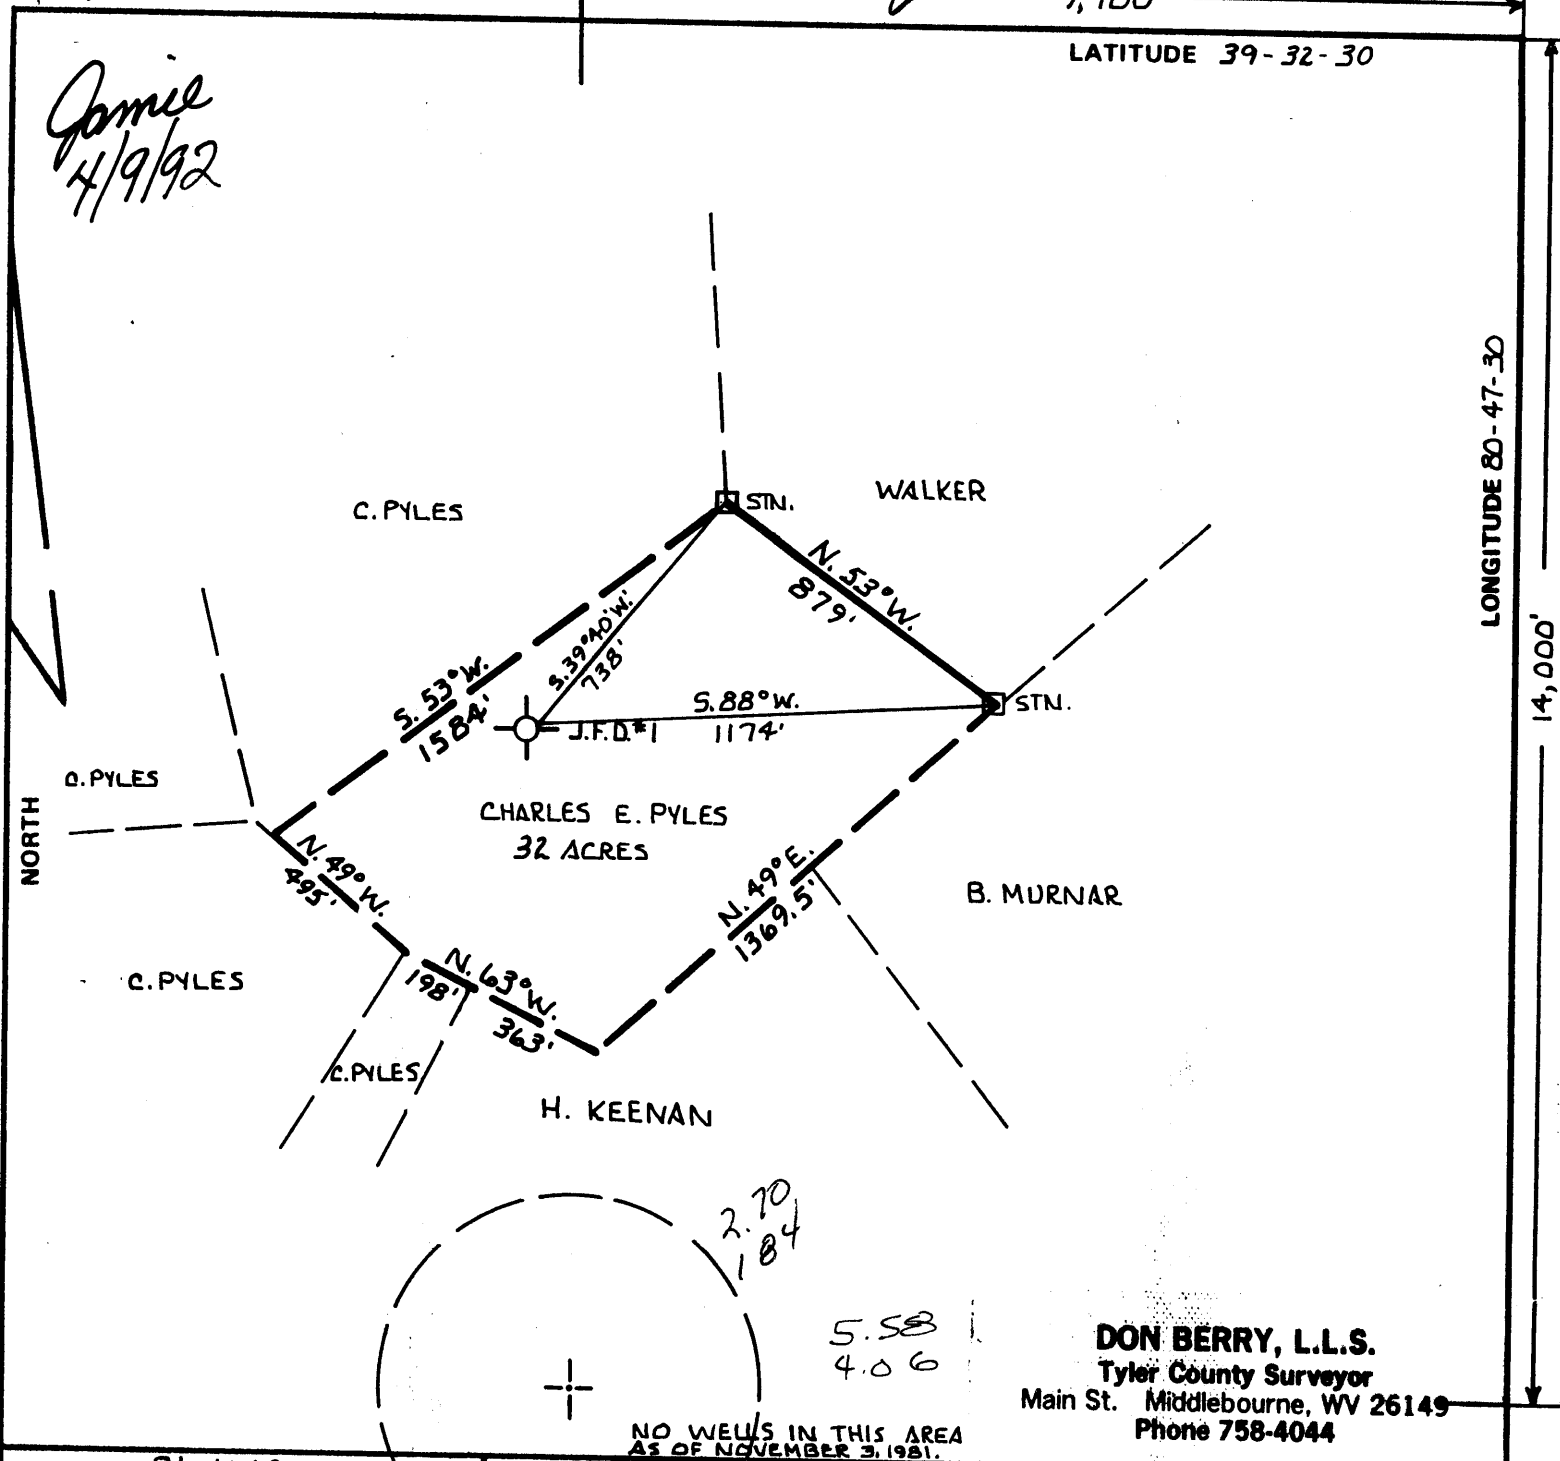 LATITUDE 39-32-30
Jamie
4/9/92
LONGITUDE 80-47-30
14,000'
C. PYLES
STN.
WALKER
N. 53° W.
879'
S. 39° 40' W.
738'
S. 53° W.
1584'
S. 88° W.
1174'
STN.
J.F.D. #1
C. PYLES
NORTH
CHARLES E. PYLES
32 ACRES
N. 49° W.
495'
N. 49° E.
1369.5'
B. MURNAR
C. PYLES
N. 63° W.
198'
363'
C. PYLES
H. KEENAN
2.70
184
5.58
4.06
DON BERRY, L.L.S.
Tyler County Surveyor
Main St. Middlebourne, WV 26149
Phone 758-4044
NO WELLS IN THIS AREA
AS OF NOVEMBER 3, 1981.